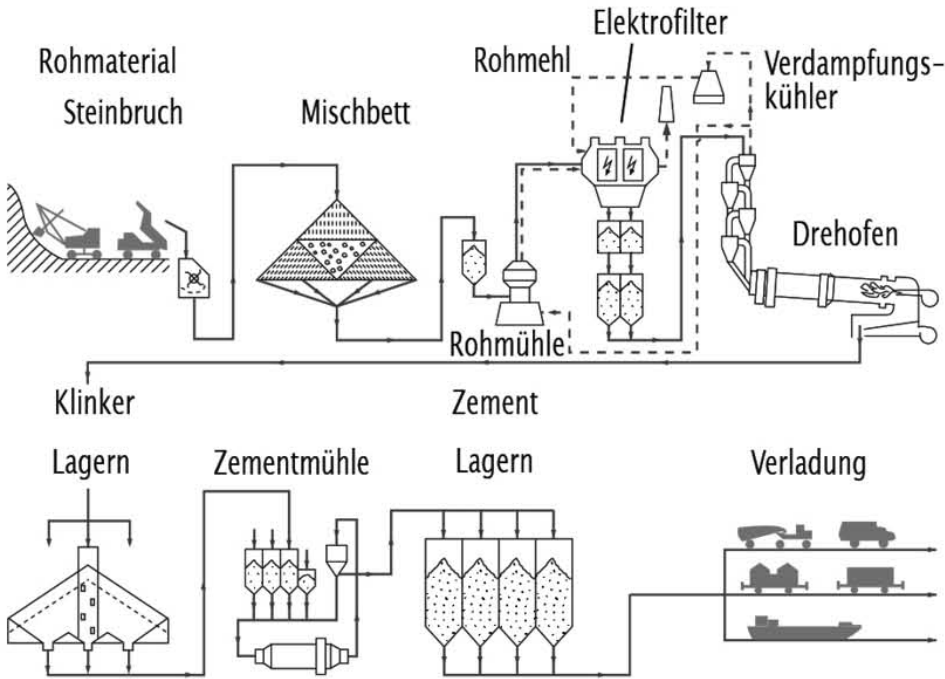 Elektrofilter
Rohmaterial
Rohmehl
Verdampfungs-
kühler
Steinbruch
Mischbett
Drehofen
Rohmühle
Klinker
Zement
Lagern
Zementmühle
Lagern
Verladung